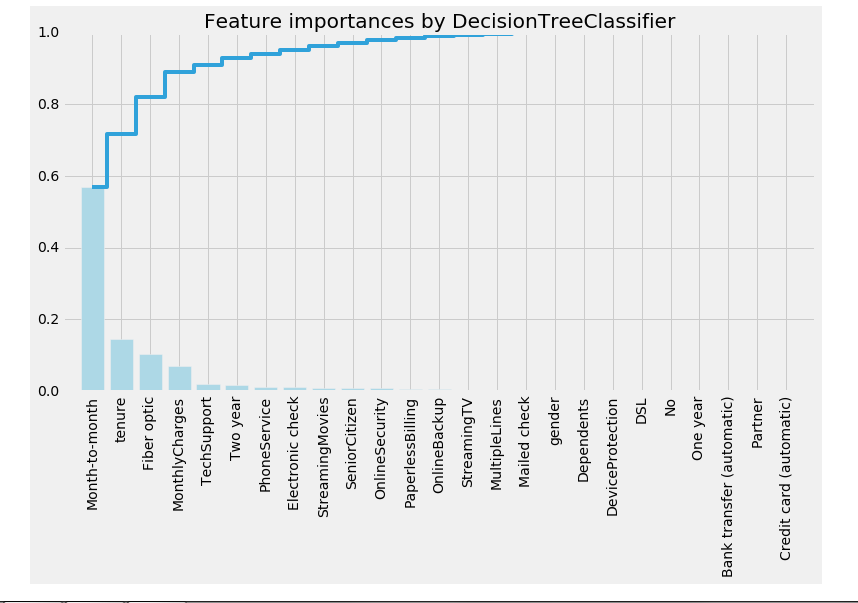 Feature importances by DecisionTreeClassifier
1.0
0.8
0.6
0.4
0.2
0.0
Month-to-month
tenure
Fiber optic
MonthlyCharges
TechSupport
Two year
PhoneService
Electronic check
StreamingMovies
SeniorCitizen
OnlineSecurity
PaperlessBilling
OnlineBackup
StreamingTV
MultipleLines
Mailed check
gender
Dependents
DeviceProtection
DSL
No
One year
Bank transfer (automatic)
Partner
Credit card (automatic)